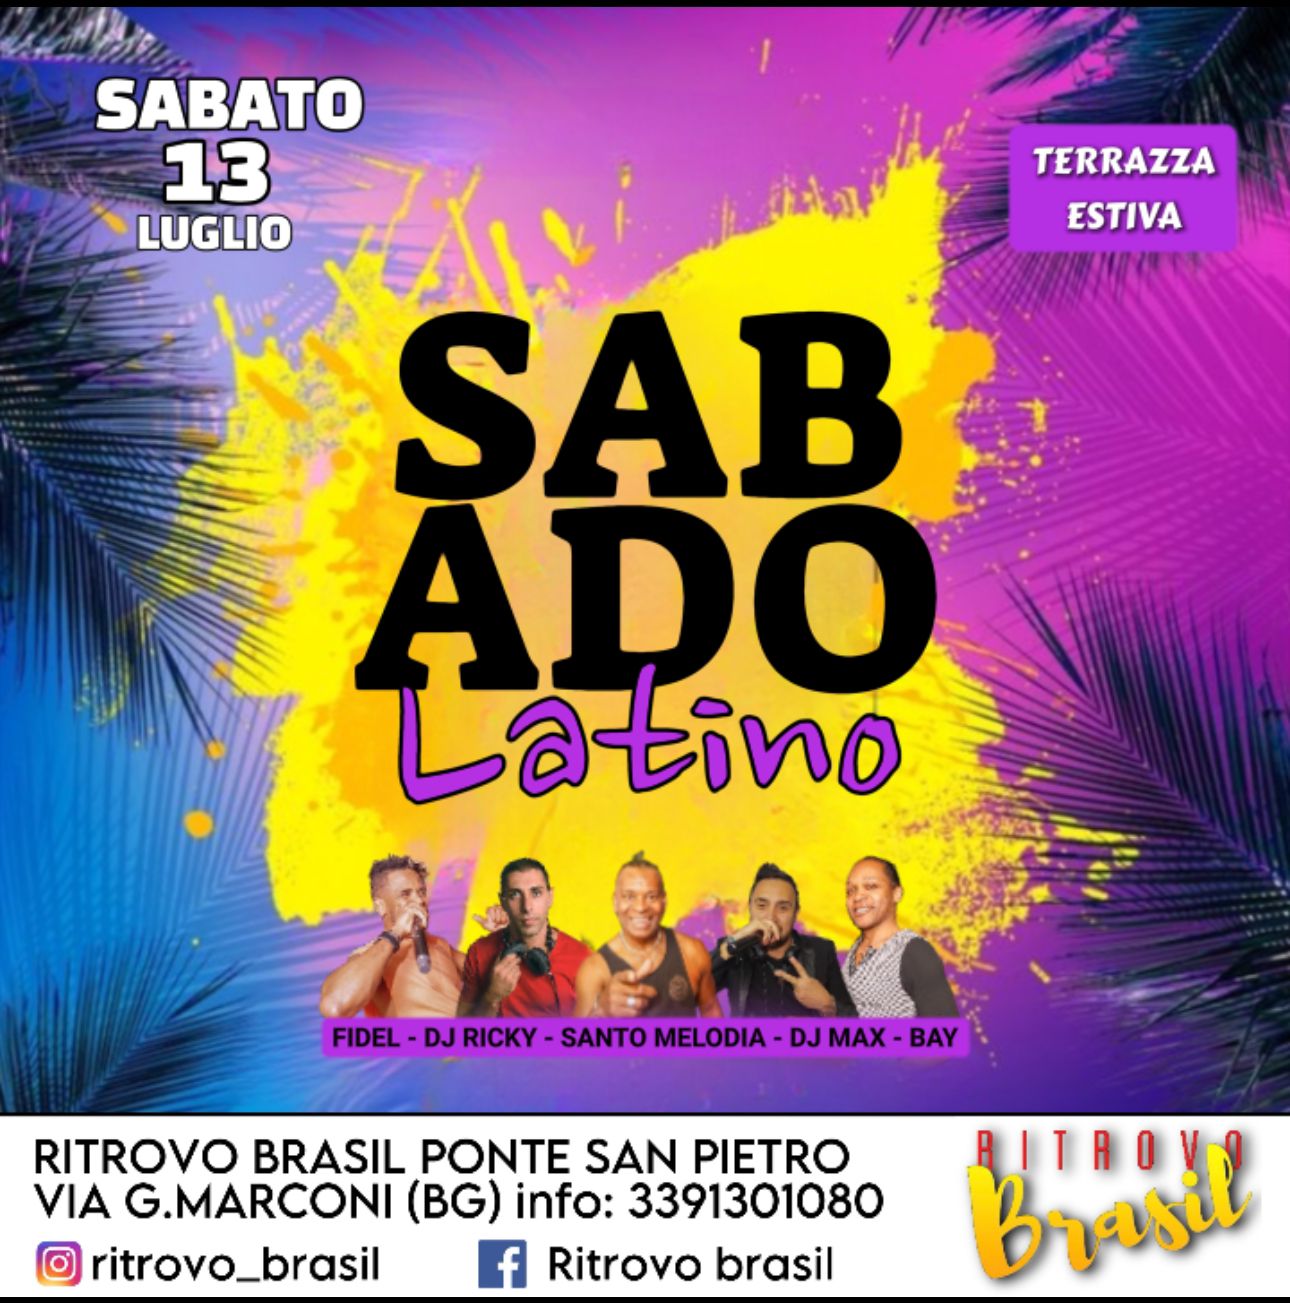 SABATO
13
LUGLIO
TERRAZZA
ESTIVA
SAB
ADO
Latino
FIDEL - DJ RICKY - SANTO MELODIA - DJ MAX - BAY
RITROVO BRASIL PONTE SAN PIETRO
VIA G.MARCONI (BG) info: 3391301080
ritrovo_brasil
Ritrovo brasil
RITROVO
Brasil